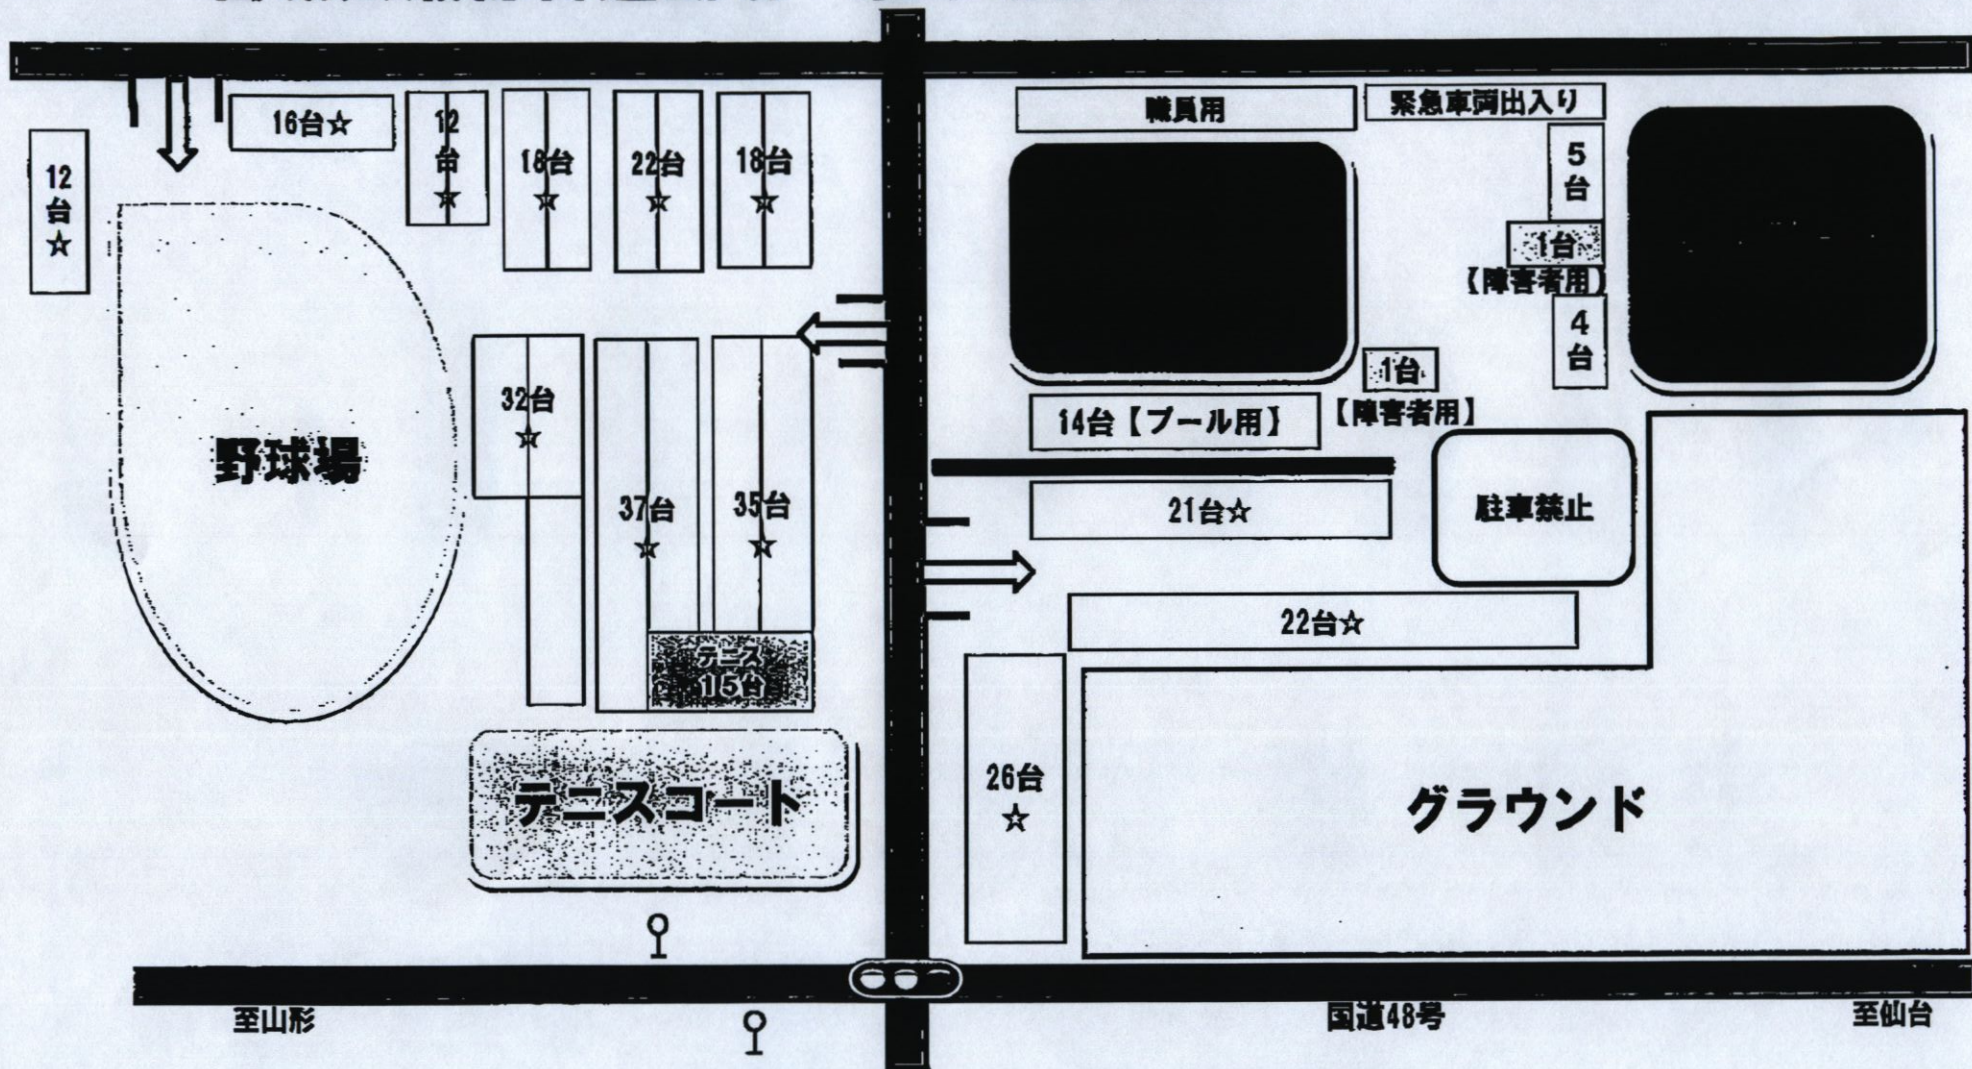 16台☆
12
台
☆
18台
☆
22台
☆
18台
☆
12
台
☆
職員用
緊急車両出入り
5
台
1台
【障害者用】
4
台
1台
【障害者用】
14台【プール用】
32台
☆
野球場
37台
☆
35台
☆
21台☆
駐車禁止
22台☆
テニス
15台
26台
☆
テニスコート
グラウンド
至山形
国道48号
至仙台